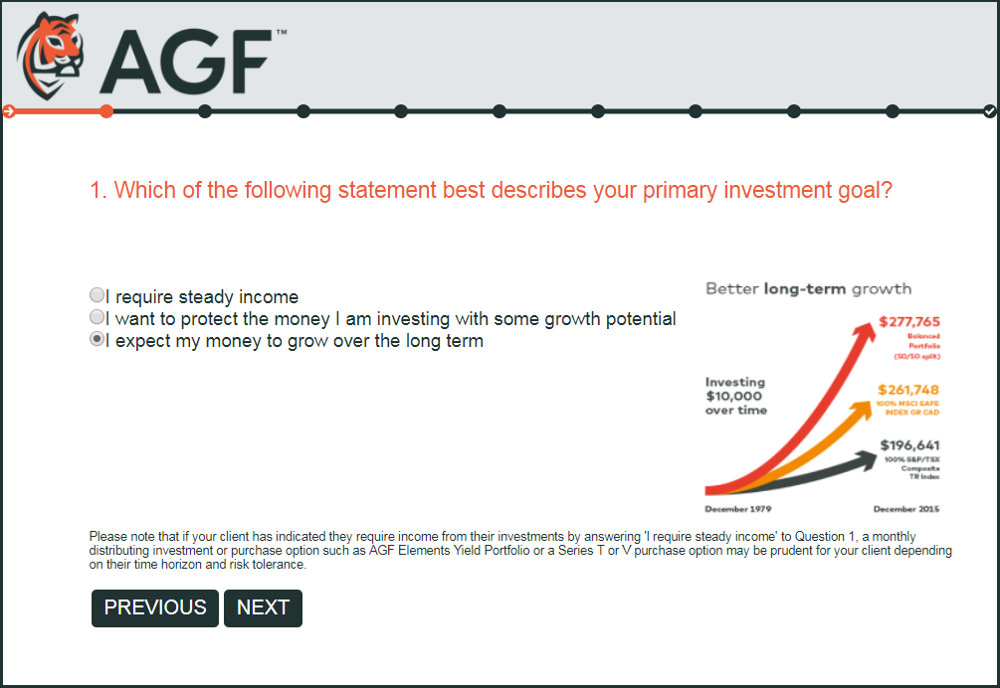 AGF™
1. Which of the following statement best describes your primary investment goal?
I require steady income
I want to protect the money I am investing with some growth potential
I expect my money to grow over the long term
Better long-term growth
$277,765
Balanced
Portfolio
(50/50 split)
Investing
$10,000
over time
$261,748
100% MSCI EAFE
INDEX GR CAD
$196,641
100% S&P/TSX
Composite
TR Index
December 1979
December 2015
Please note that if your client has indicated they require income from their investments by answering 'I require steady income' to Question 1, a monthly
distributing investment or purchase option such as AGF Elements Yield Portfolio or a Series T or V purchase option may be prudent for your client depending
on their time horizon and risk tolerance.
PREVIOUS
NEXT